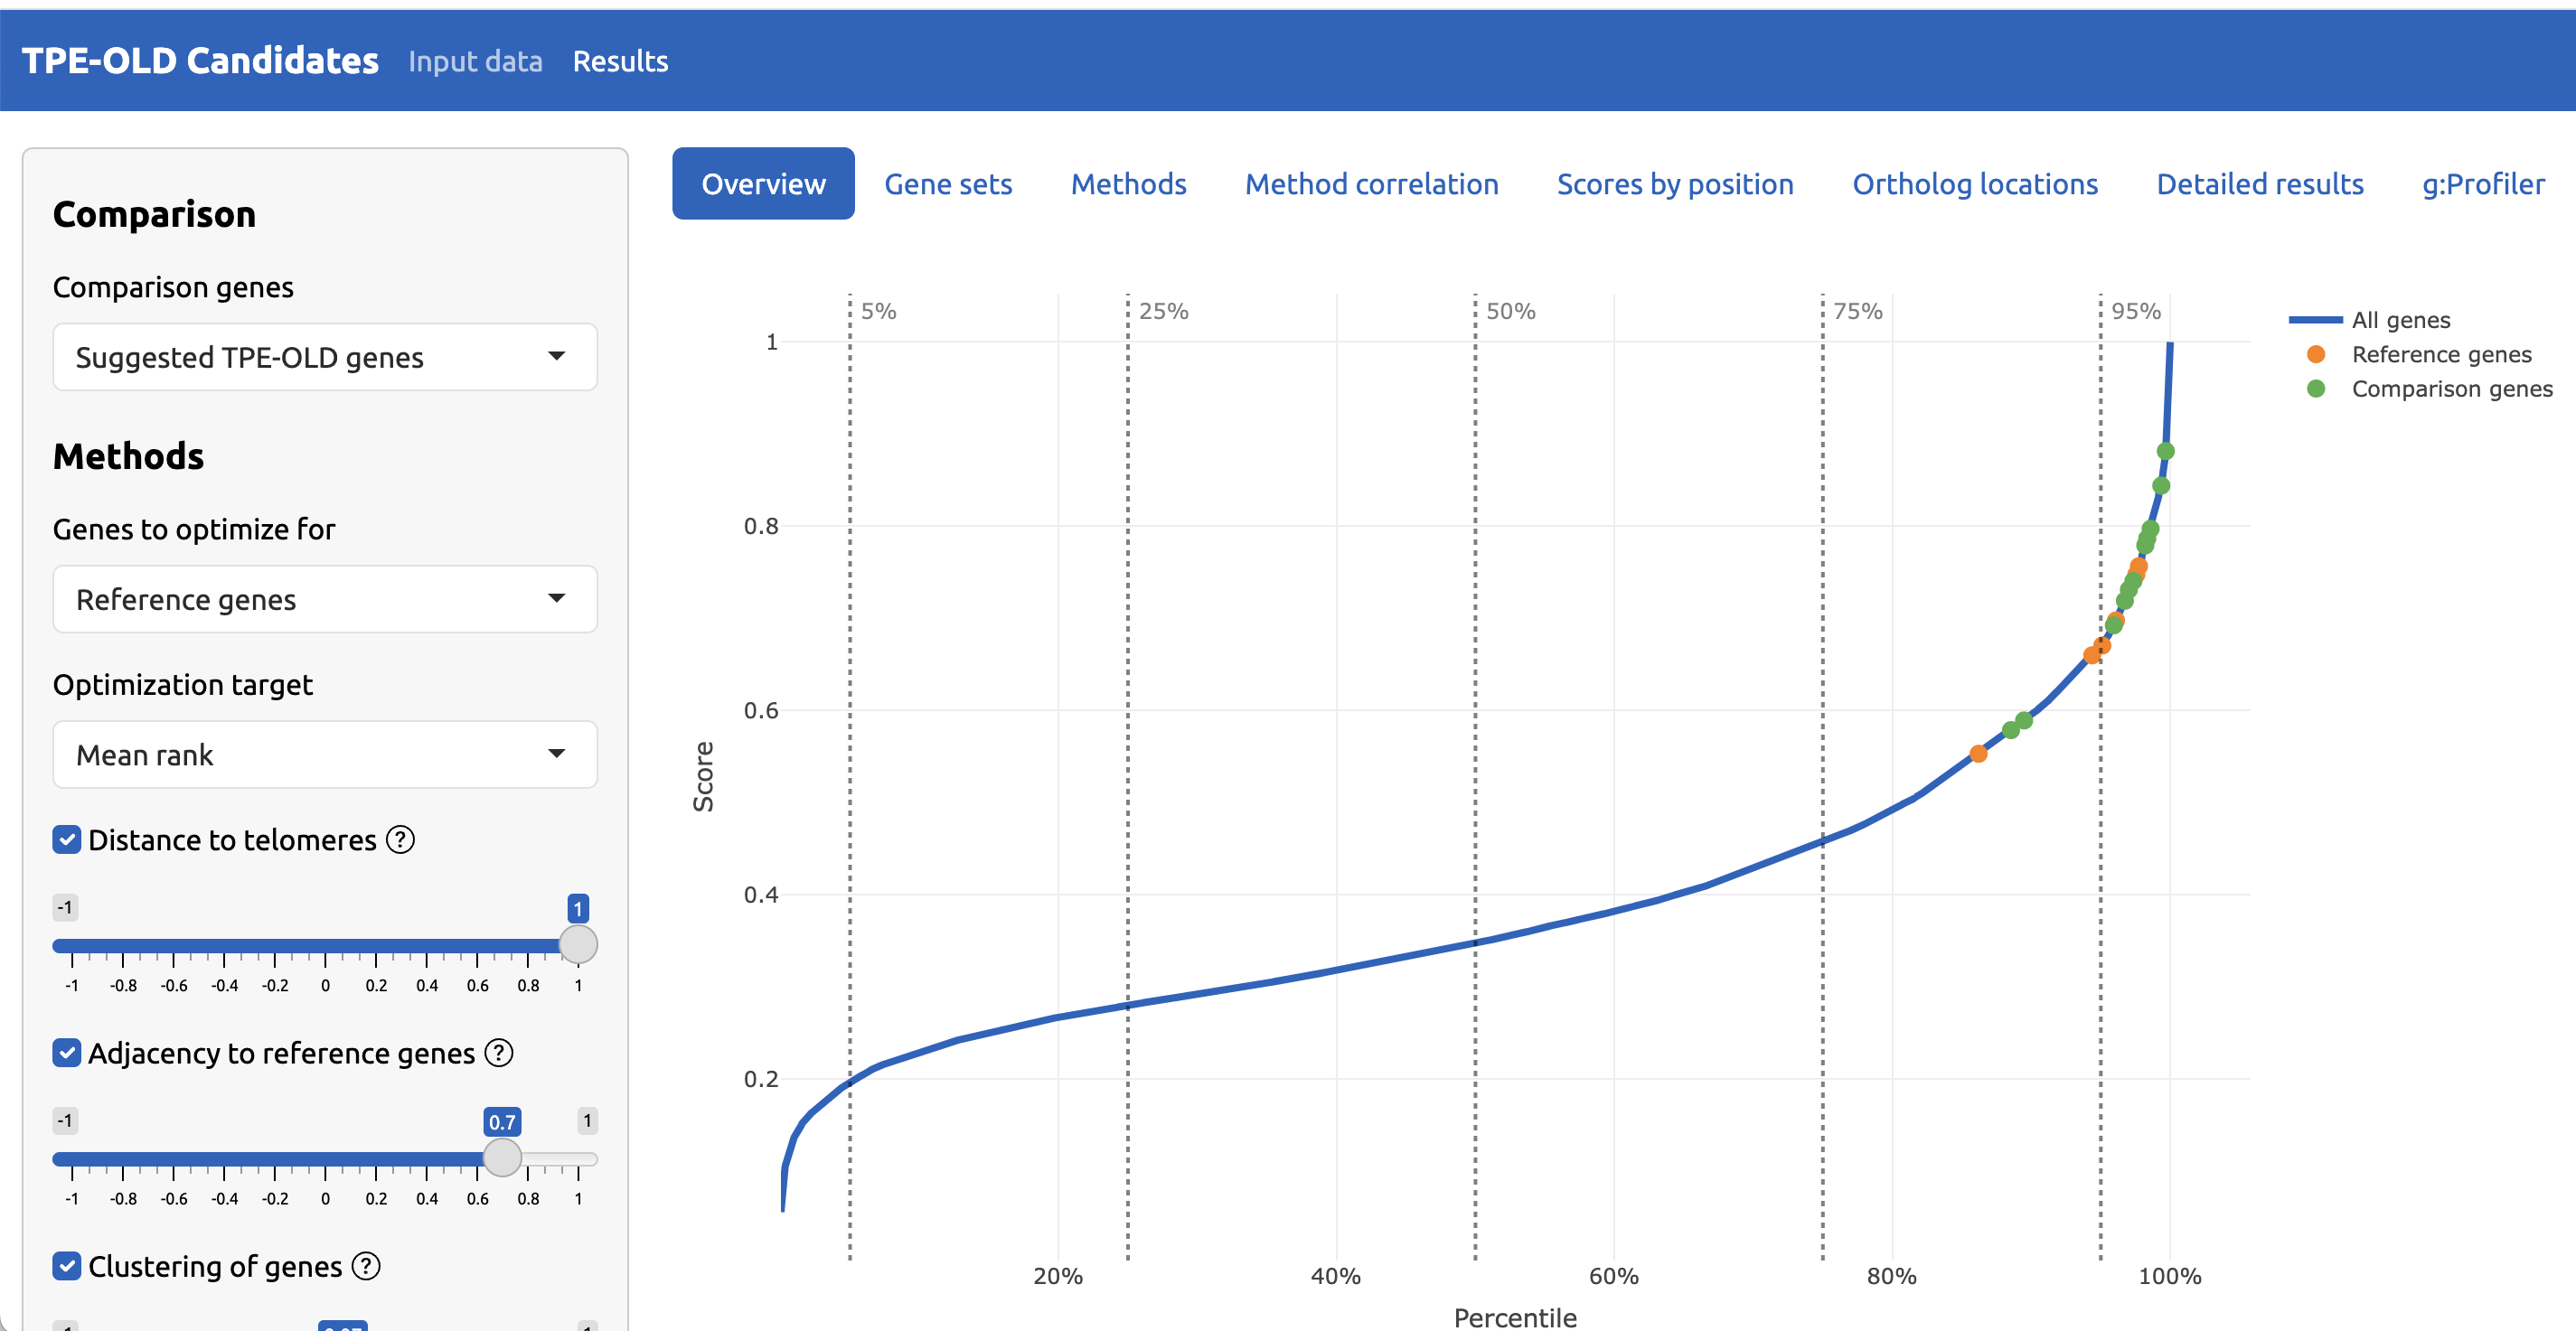 TPE-OLD Candidates Input data Results
Overview Gene sets Methods Method correlation Scores by position Ortholog locations Detailed results g:Profiler
Comparison
Comparison genes
Suggested TPE-OLD genes
Methods
Genes to optimize for
Reference genes
Optimization target
Mean rank
Distance to telomeres ?
-1 1
-1 -0.8 -0.6 -0.4 -0.2 0 0.2 0.4 0.6 0.8 1
Adjacency to reference genes ?
-1 0.7 1
-1 -0.8 -0.6 -0.4 -0.2 0 0.2 0.4 0.6 0.8 1
Clustering of genes ?
5% 25% 50% 75% 95%
1
0.8
0.6
0.4
0.2
Score
20% 40% 60% 80% 100%
Percentile
All genes
Reference genes
Comparison genes